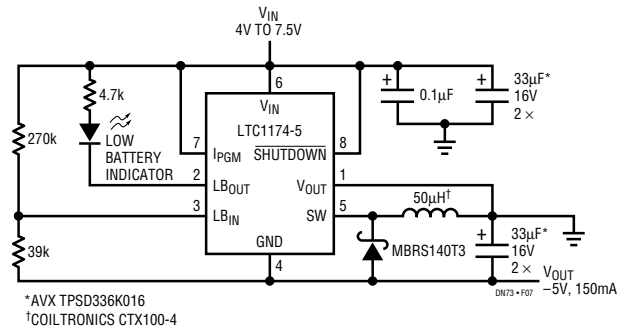 VIN
4V TO 7.5V
4.7k
270k
LOW
BATTERY
INDICATOR
39k
6
VIN
LTC1174-5
7
IPGM
SHUTDOWN
8
2
LBOUT
VOUT
1
3
LBIN
SW
5
GND
4
+
0.1µF
+
33µF*
16V
2 ×
50µH†
MBRS140T3
+
33µF*
16V
2 ×
VOUT
–5V, 150mA
DN73 • F07
*AVX TPSD336K016
†COILTRONICS CTX100-4